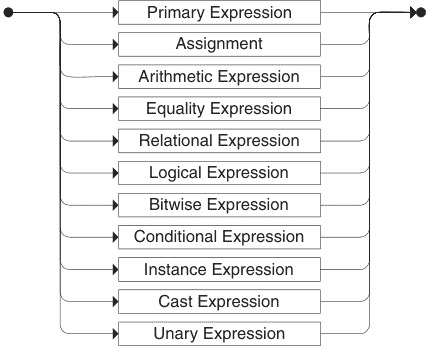 Primary Expression
Assignment
Arithmetic Expression
Equality Expression
Relational Expression
Logical Expression
Bitwise Expression
Conditional Expression
Instance Expression
Cast Expression
Unary Expression